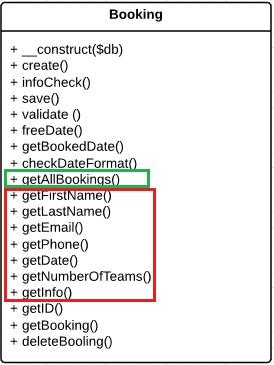 Booking
+ __construct($db)
+ create()
+ infoCheck()
+ save()
+ validate ()
+ freeDate()
+ getBookedDate()
+ checkDateFormat()
+ getAllBookings()
+ getFirstName()
+ getLastName()
+ getEmail()
+ getPhone()
+ getDate()
+ getNumberOfTeams()
+ getInfo()
+ getID()
+ getBooking()
+ deleteBooling()